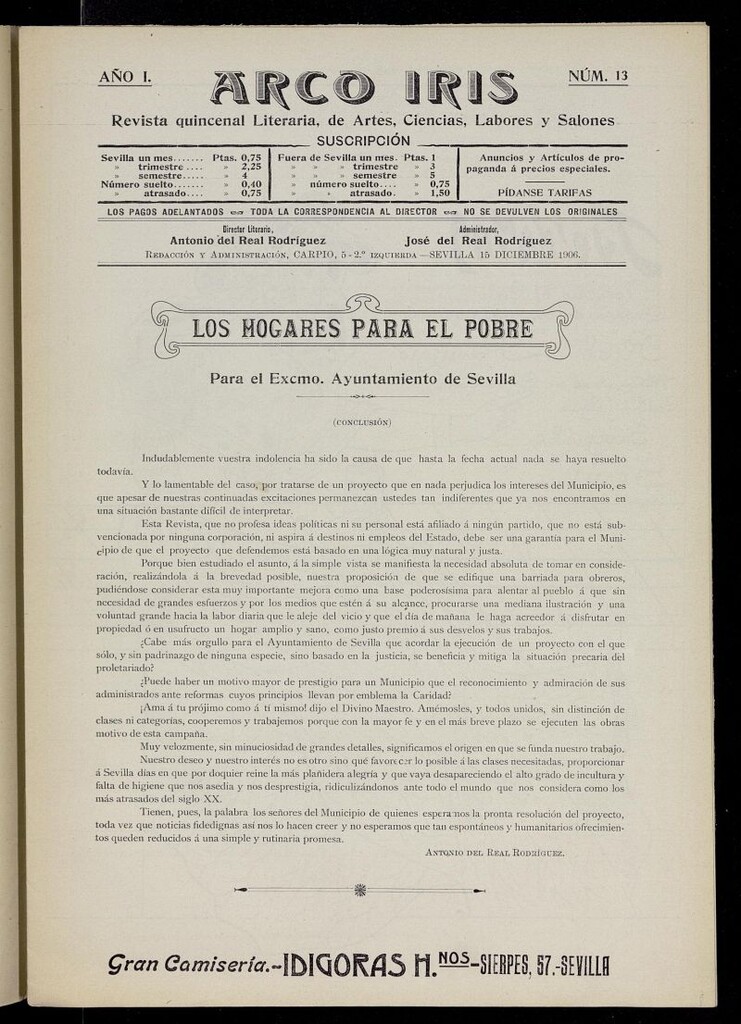 AÑO I.
ARCO IRIS
NÚM. 13
Revista quincenal Literaria, de Artes, Ciencias, Labores y Salones
SUSCRIPCIÓN
Sevilla un mes....... Ptas. 0,75
» trimestre .... » 2,25
» semestre.... » 4
Número suelto....... » 0,40
» atrasado.... » 0,75
Fuera de Sevilla un mes. Ptas. 1
» » » trimestre » 3
» » » semestre » 5
» número suelto.... » 0,75
» » atrasado. » 1,50
Anuncios y Artículos de pro-
paganda á precios especiales.
PÍDANSE TARIFAS
LOS PAGOS ADELANTADOS TODA LA CORRESPONDENCIA AL DIRECTOR NO SE DEVULVEN LOS ORIGINALES
Director Literario,
Antonio del Real Rodríguez
Administrador,
José del Real Rodríguez
REDACCIÓN Y ADMINISTRACIÓN, CARPIO, 5 - 2.º IZQUIERDA — SEVILLA 15 DICIEMBRE 1906.
LOS HOGARES PARA EL POBRE
Para el Excmo. Ayuntamiento de Sevilla
(CONCLUSIÓN)
Indudablemente vuestra indolencia ha sido la causa de que hasta la fecha actual nada se haya resuelto
todavía.
Y lo lamentable del caso, por tratarse de un proyecto que en nada perjudica los intereses del Municipio, es
que apesar de nuestras continuadas excitaciones permanezcan ustedes tan indiferentes que ya nos encontramos en
una situación bastante difícil de interpretar.
Esta Revista, que no profesa ideas políticas ni su personal está afiliado á ningún partido, que no está sub-
vencionada por ninguna corporación, ni aspira á destinos ni empleos del Estado, debe ser una garantía para el Muni-
cipio de que el proyecto que defendemos está basado en una lógica muy natural y justa.
Porque bien estudiado el asunto, á la simple vista se manifiesta la necesidad absoluta de tomar en conside-
ración, realizándola á la brevedad posible, nuestra proposición de que se edifique una barriada para obreros,
pudiéndose considerar esta muy importante mejora como una base poderosísima para alentar al pueblo á que sin
necesidad de grandes esfuerzos y por los medios que estén á su alcance, procurarse una mediana ilustración y una
voluntad grande hacia la labor diaria que le aleje del vicio y que el día de mañana le haga acreedor á disfrutar en
propiedad ó en usufructo un hogar amplio y sano, como justo premio á sus desvelos y sus trabajos.
¿Cabe más orgullo para el Ayuntamiento de Sevilla que acordar la ejecución de un proyecto con el que
sólo, y sin padrinazgo de ninguna especie, sino basado en la justicia, se beneficia y mitiga la situación precaria del
proletariado?
¿Puede haber un motivo mayor de prestigio para un Municipio que el reconocimiento y admiración de sus
administrados ante reformas cuyos principios llevan por emblema la Caridad?
¡Ama á tu prójimo como á ti mismo! dijo el Divino Maestro. Amémosles, y todos unidos, sin distinción de
clases ni categorías, cooperemos y trabajemos porque con la mayor fe y en el más breve plazo se ejecuten las obras
motivo de esta campaña.
Muy velozmente, sin minuciosidad de grandes detalles, significamos el origen en que se funda nuestro trabajo.
Nuestro deseo y nuestro interés no es otro sino que favorecer lo posible á las clases necesitadas, proporcionar
á Sevilla días en que por doquier reine la más plañidera alegría y que vaya desapareciendo el alto grado de incultura y
falta de higiene que nos asedia y nos desprestigia, ridiculizándonos ante todo el mundo que nos considera como los
más atrasados del siglo XX.
Tienen, pues, la palabra los señores del Municipio de quienes esperamos la pronta resolución del proyecto,
toda vez que noticias fidedignas así nos lo hacen creer y no esperamos que tan espontáneos y humanitarios ofrecimien-
tos queden reducidos á una simple y rutinaria promesa.
ANTONIO DEL REAL RODRÍGUEZ.
Gran Camisería.-IDIGORAS H.NOS-SIERPES, 57.-SEVILLA